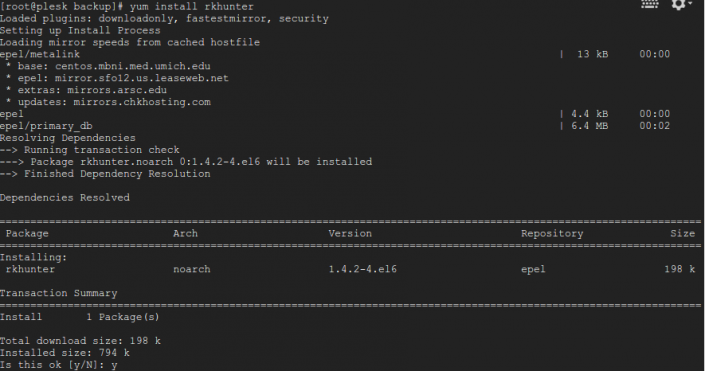 [root@plesk backup]# yum install rkhunter
Loaded plugins: downloadonly, fastestmirror, security
Setting up Install Process
Loading mirror speeds from cached hostfile
epel/metalink | 13 kB 00:00
* base: centos.mbni.med.umich.edu
* epel: mirror.sfo12.us.leaseweb.net
* extras: mirrors.arsc.edu
* updates: mirrors.chkhosting.com
epel | 4.4 kB 00:00
epel/primary_db | 6.4 MB 00:02
Resolving Dependencies
--> Running transaction check
---> Package rkhunter.noarch 0:1.4.2-4.el6 will be installed
--> Finished Dependency Resolution
Dependencies Resolved
================================================================================
Package Arch Version Repository Size
================================================================================
Installing:
rkhunter noarch 1.4.2-4.el6 epel 198 k
Transaction Summary
================================================================================
Install 1 Package(s)
Total download size: 198 k
Installed size: 794 k
Is this ok [y/N]: y